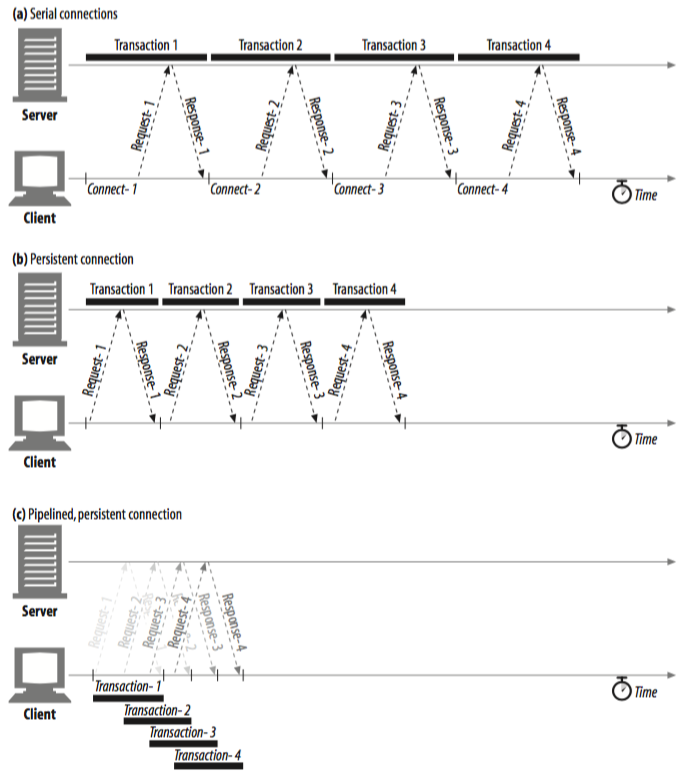 (a) Serial connections
Transaction 1 Transaction 2 Transaction 3 Transaction 4
Server
Request- 1 Response- 1 Request- 2 Response- 2 Request- 3 Response- 3 Request- 4 Response- 4
Connect- 1 Connect- 2 Connect- 3 Connect- 4
Time
Client
(b) Persistent connection
Transaction 1 Transaction 2 Transaction 3 Transaction 4
Server
Request- 1 Response- 1 Request- 2 Response- 2 Request- 3 Response- 3 Request- 4 Response- 4
Time
Client
(c) Pipelined, persistent connection
Server
Request- 1 Request- 2 Request- 3 Request- 4 Response- 3 Response- 4
Time
Client
Transaction- 1
Transaction- 2
Transaction- 3
Transaction- 4